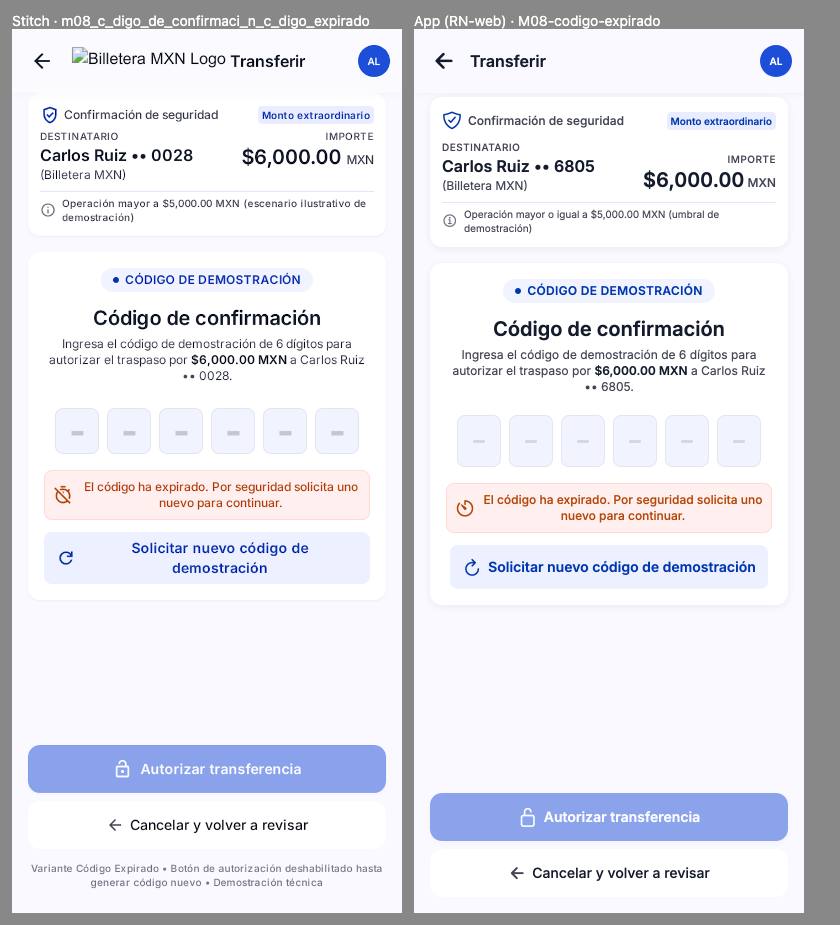 Stitch · m08_c_digo_de_confirmaci_n_c_digo_expirado
Billetera MXN Logo Transferir
AL
Confirmación de seguridad
Monto extraordinario
DESTINATARIO
IMPORTE
Carlos Ruiz •• 0028
$6,000.00 MXN
(Billetera MXN)
Operación mayor a $5,000.00 MXN (escenario ilustrativo de
demostración)
• CÓDIGO DE DEMOSTRACIÓN
Código de confirmación
Ingresa el código de demostración de 6 dígitos para
autorizar el traspaso por $6,000.00 MXN a Carlos Ruiz
•• 0028.
– – – – – –
El código ha expirado. Por seguridad solicita uno
nuevo para continuar.
Solicitar nuevo código de
demostración
Autorizar transferencia
Cancelar y volver a revisar
Variante Código Expirado • Botón de autorización deshabilitado hasta
generar código nuevo • Demostración técnica
App (RN-web) · M08-codigo-expirado
Transferir
AL
Confirmación de seguridad
Monto extraordinario
DESTINATARIO
Carlos Ruiz •• 6805
IMPORTE
(Billetera MXN)
$6,000.00 MXN
Operación mayor o igual a $5,000.00 MXN (umbral de
demostración)
• CÓDIGO DE DEMOSTRACIÓN
Código de confirmación
Ingresa el código de demostración de 6 dígitos para
autorizar el traspaso por $6,000.00 MXN a Carlos Ruiz
•• 6805.
– – – – – –
El código ha expirado. Por seguridad solicita uno
nuevo para continuar.
Solicitar nuevo código de demostración
Autorizar transferencia
Cancelar y volver a revisar